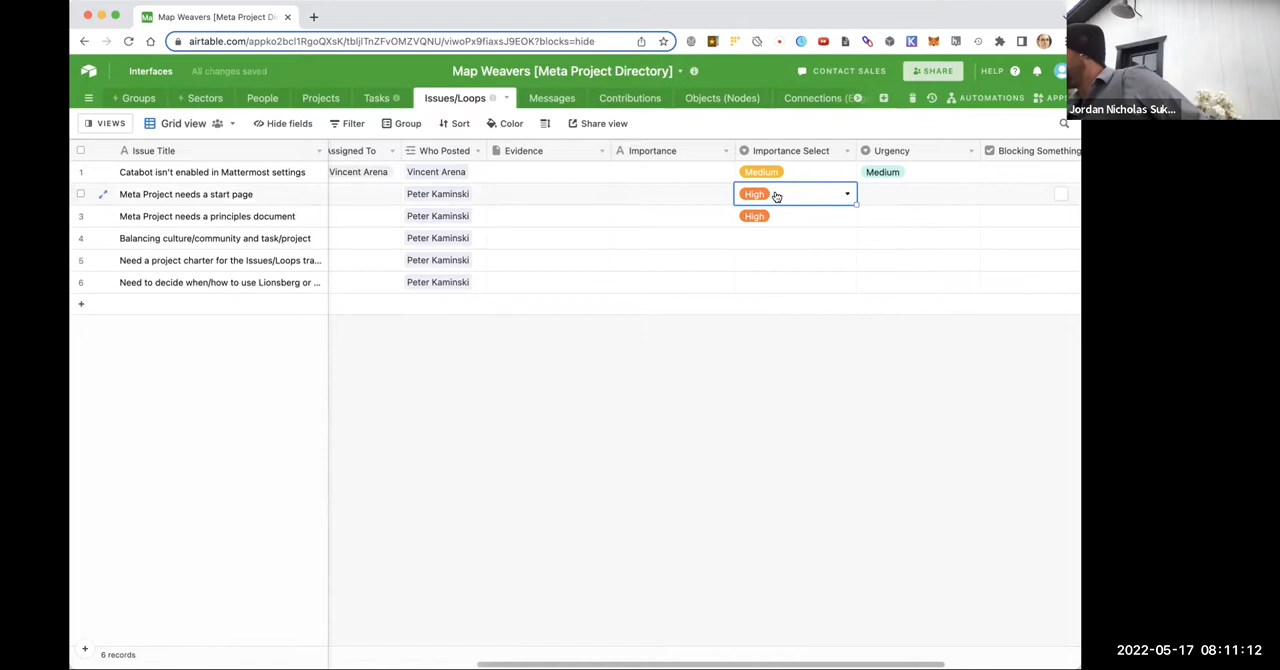 Map Weavers [Meta Project Di
airtable.com/appko2bcl1RgoQXsK/tbljlTnZFvOMZVQNU/viwoPx9fiaxsJ9EOK?blocks=hide
Interfaces All changes saved Map Weavers [Meta Project Directory] CONTACT SALES SHARE HELP
Groups Sectors People Projects Tasks Issues/Loops Messages Contributions Objects (Nodes) Connections (E AUTOMATIONS APP
Jordan Nicholas Suk...
VIEWS Grid view Hide fields Filter Group Sort Color Share view
Issue Title Assigned To Who Posted Evidence Importance Importance Select Urgency Blocking Something
1 Catabot isn't enabled in Mattermost settings Vincent Arena Vincent Arena Medium Medium
Meta Project needs a start page Peter Kaminski High
3 Meta Project needs a principles document Peter Kaminski High
4 Balancing culture/community and task/project Peter Kaminski
5 Need a project charter for the Issues/Loops tra... Peter Kaminski
6 Need to decide when/how to use Lionsberg or ... Peter Kaminski
6 records
2022-05-17 08:11:12